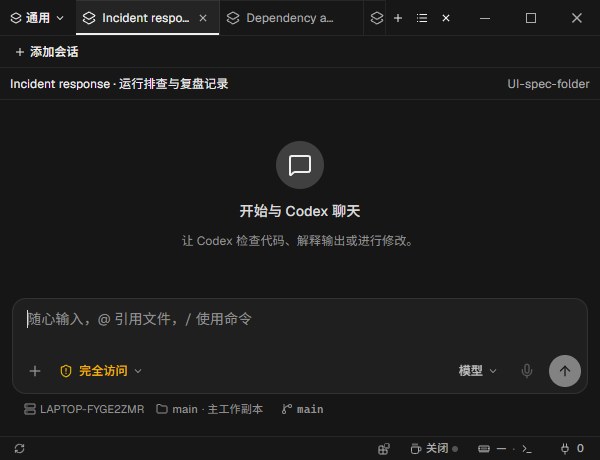 通用 Incident respo… Dependency a…
添加会话
Incident response · 运行排查与复盘记录 UI-spec-folder
开始与 Codex 聊天
让 Codex 检查代码、解释输出或进行修改。
随心输入，@ 引用文件，/ 使用命令
完全访问 模型
LAPTOP-FYGE2ZMR main · 主工作副本 main
关闭 — · 0